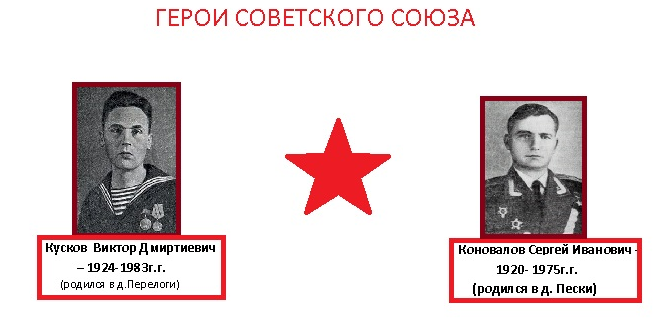 ГЕРОИ СОВЕТСКОГО СОЮЗА
Кусков Виктор Дмиртиевич
– 1924-1983г.г.
(родился в д.Перелоги)
Коновалов Сергей Иванович -
1920- 1975г.г.
(родился в д. Пески)